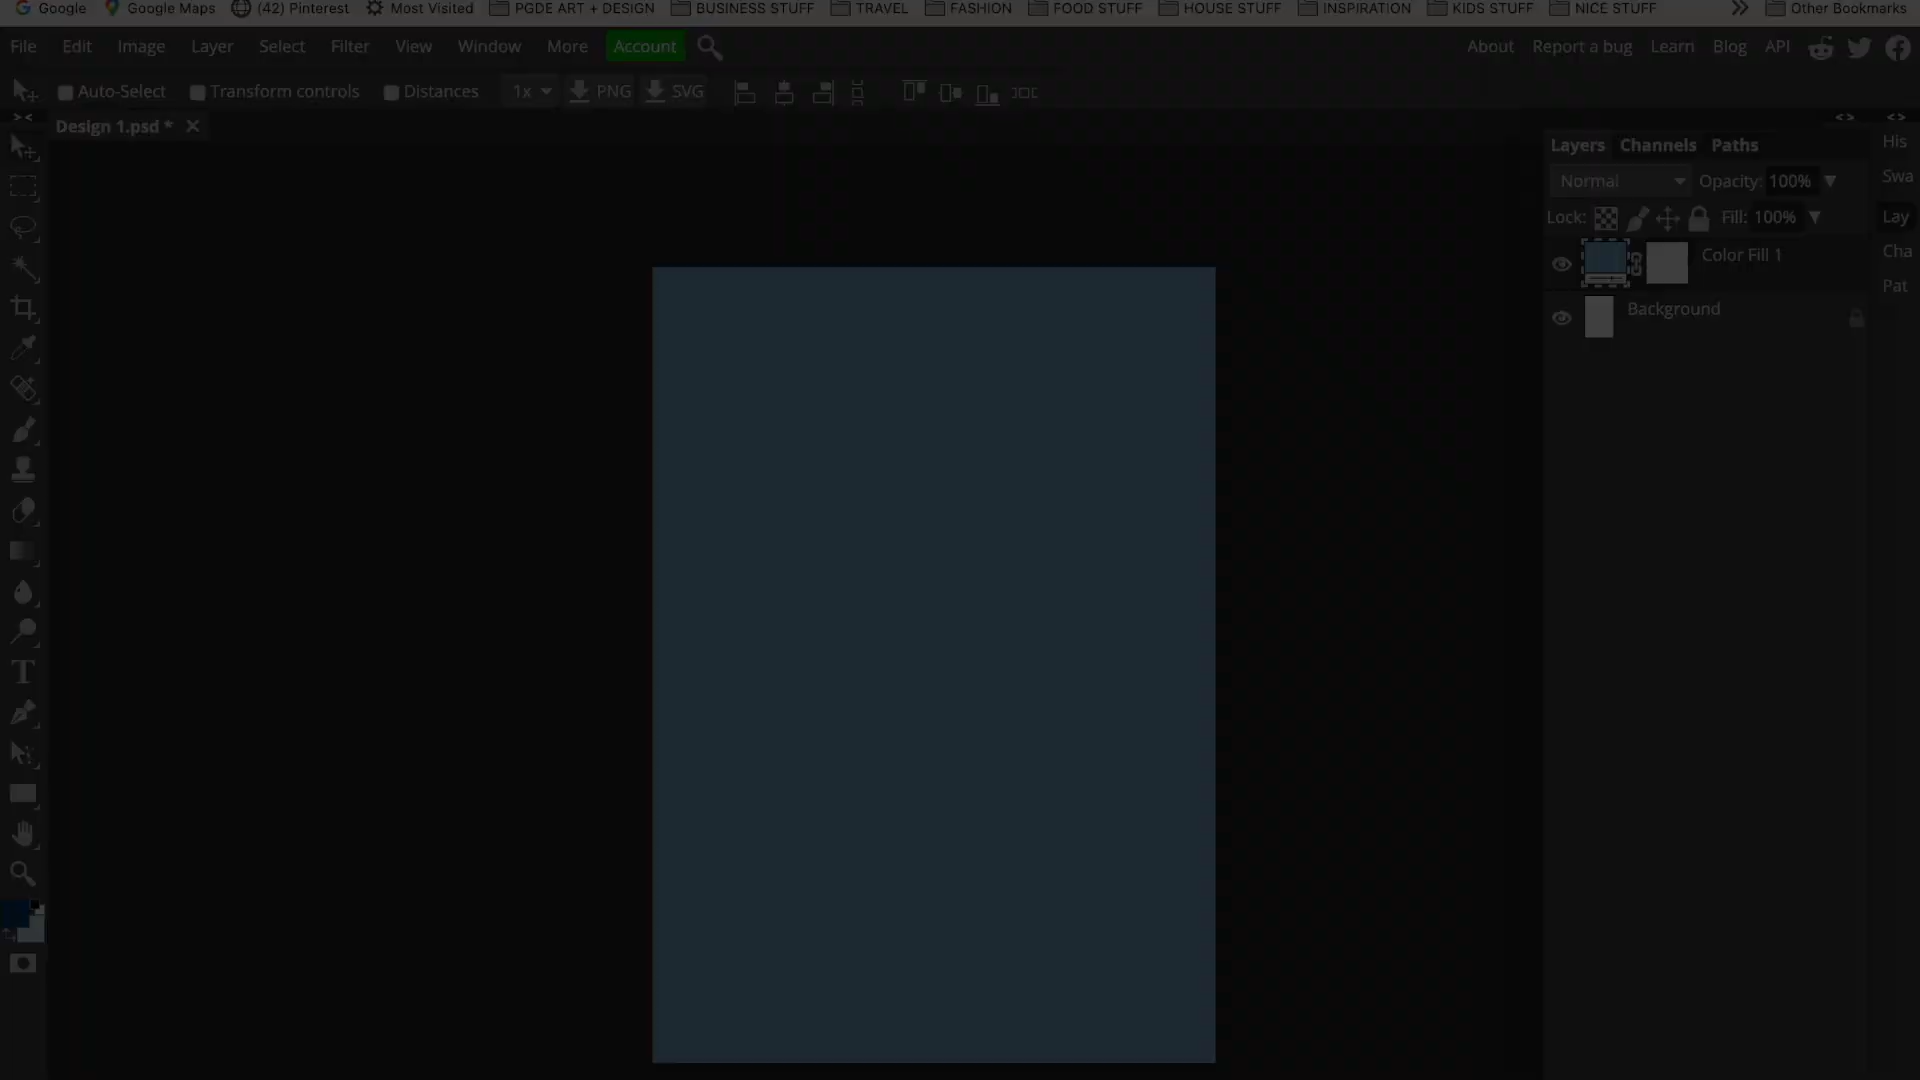 Google Google Maps (42) Pinterest Most Visited PGDE ART + DESIGN BUSINESS STUFF TRAVEL FASHION FOOD STUFF HOUSE STUFF INSPIRATION KIDS STUFF NICE STUFF Other Bookmarks
File Edit Image Layer Select Filter View Window More Account About Report a bug Learn Blog API
Auto-Select Transform controls Distances 1x PNG SVG
Design 1.psd *
Layers Channels Paths
His
Normal Opacity: 100%
Swa
Lock: Fill: 100%
Lay
Color Fill 1
Cha
Pat
Background